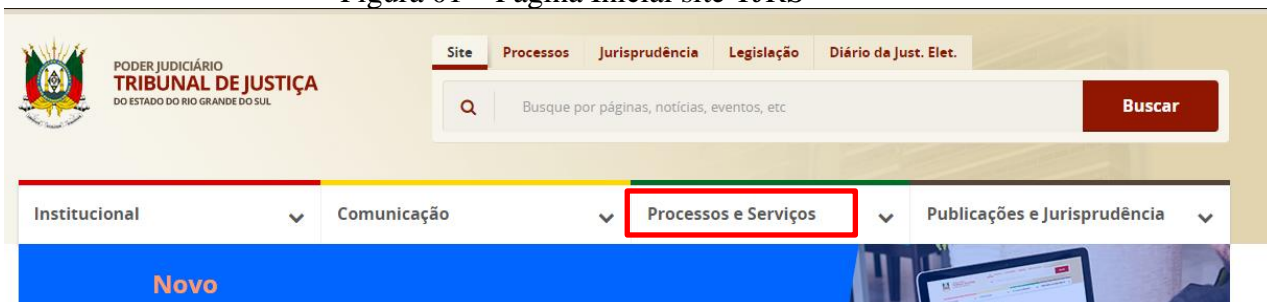 Figura 01 – Página Inicial site TJRS
Site Processos Jurisprudência Legislação Diário da Just. Elet.
PODER JUDICIÁRIO
TRIBUNAL DE JUSTIÇA
DO ESTADO DO RIO GRANDE DO SUL
Busque por páginas, notícias, eventos, etc
Buscar
Institucional Comunicação Processos e Serviços Publicações e Jurisprudência
Novo